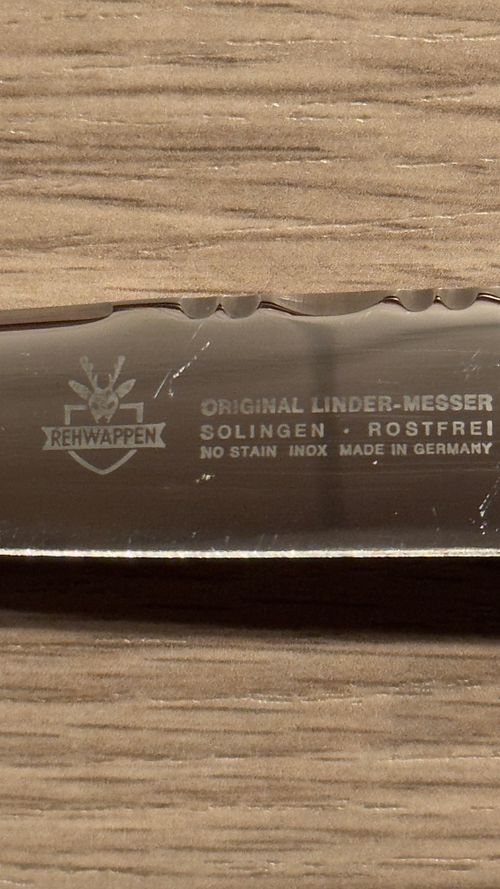 REHWAPPEN
ORIGINAL LINDER-MESSER
SOLINGEN · ROSTFREI
NO STAIN INOX MADE IN GERMANY